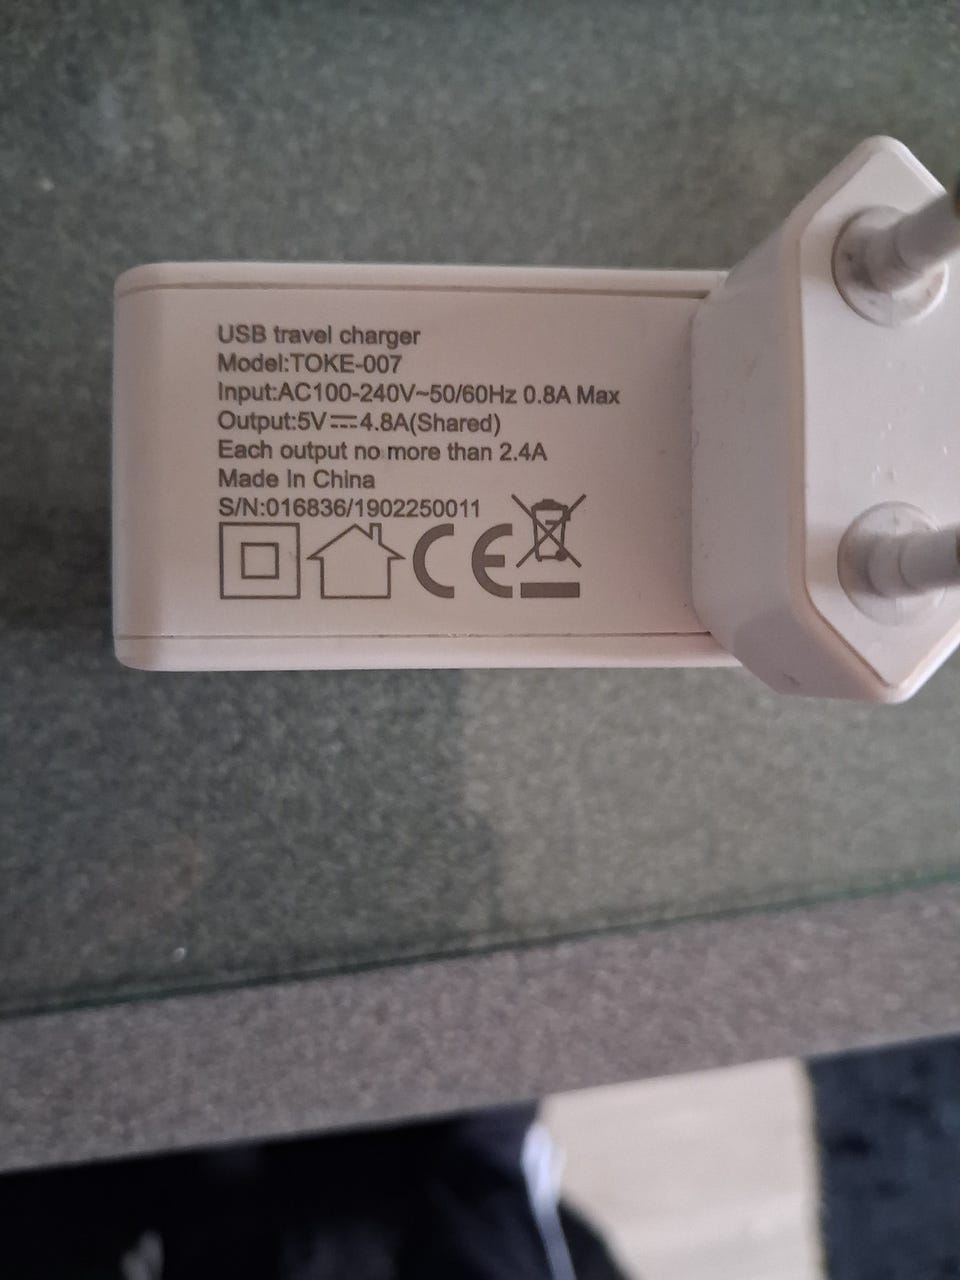 USB travel charger
Model:TOKE-007
Input:AC100-240V~50/60Hz 0.8A Max
Output:5V⎓4.8A(Shared)
Each output no more than 2.4A
Made In China
S/N:016836/1902250011
CE